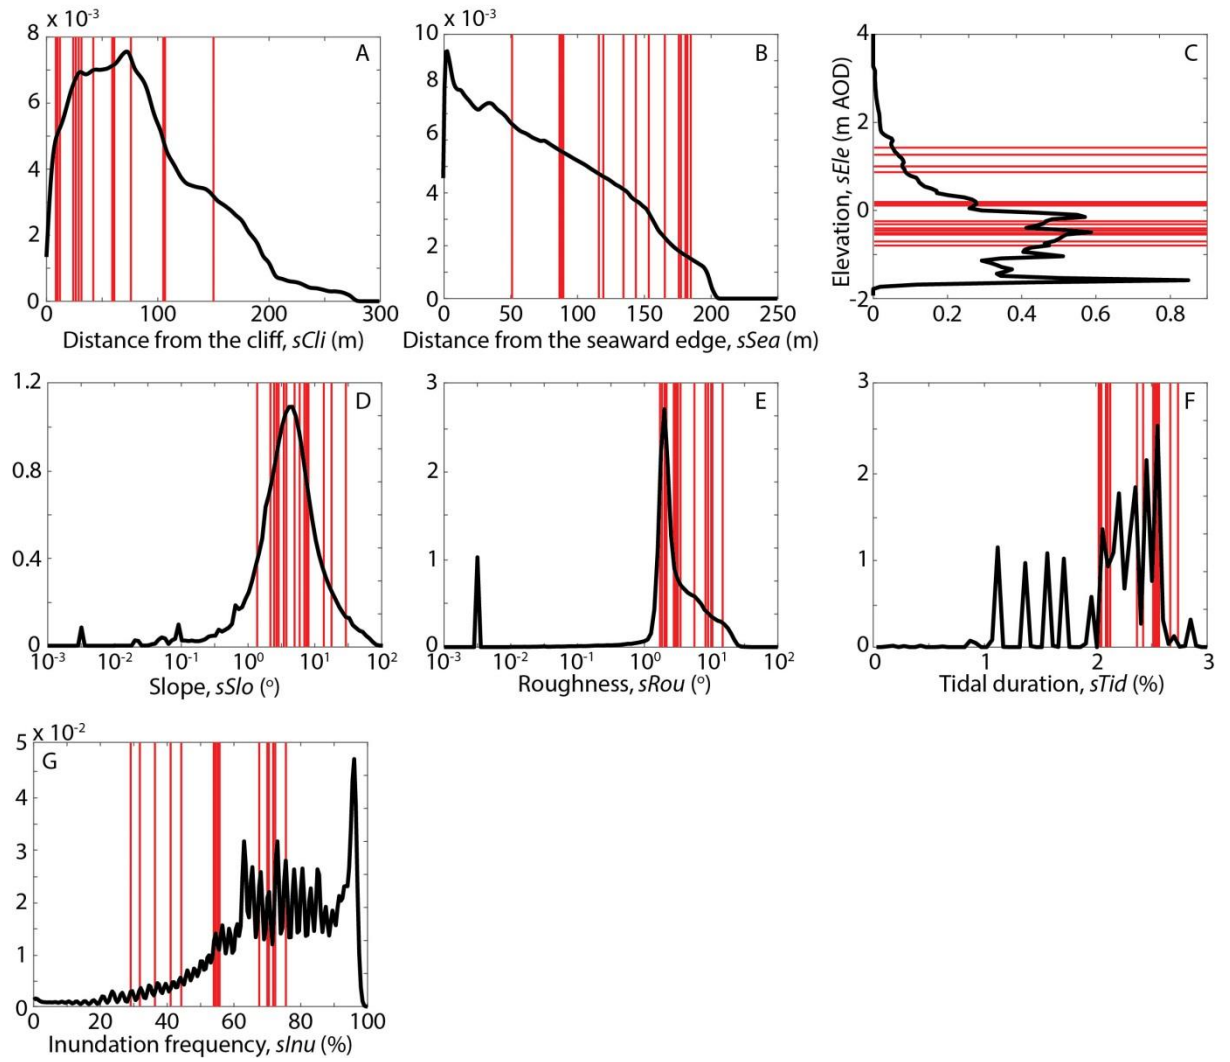 x 10-3
8
6
4
2
0
A
0 100 200 300
Distance from the cliff, sCli (m)
x 10-3
10
8
6
4
2
0
B
0 50 100 150 200 250
Distance from the seaward edge, sSea (m)
Elevation, sEle (m AOD)
4
2
0
-2
C
0 0.2 0.4 0.6 0.8
1.2
0.8
0.4
0
D
10-3 10-2 10-1 100 101 102
Slope, sSlo (o)
3
2
1
0
E
10-3 10-2 10-1 100 101 102
Roughness, sRou (o)
3
2
1
0
F
0 1 2 3
Tidal duration, sTid (%)
x 10-2
5
4
3
2
1
0
G
0 20 40 60 80 100
Inundation frequency, sInu (%)